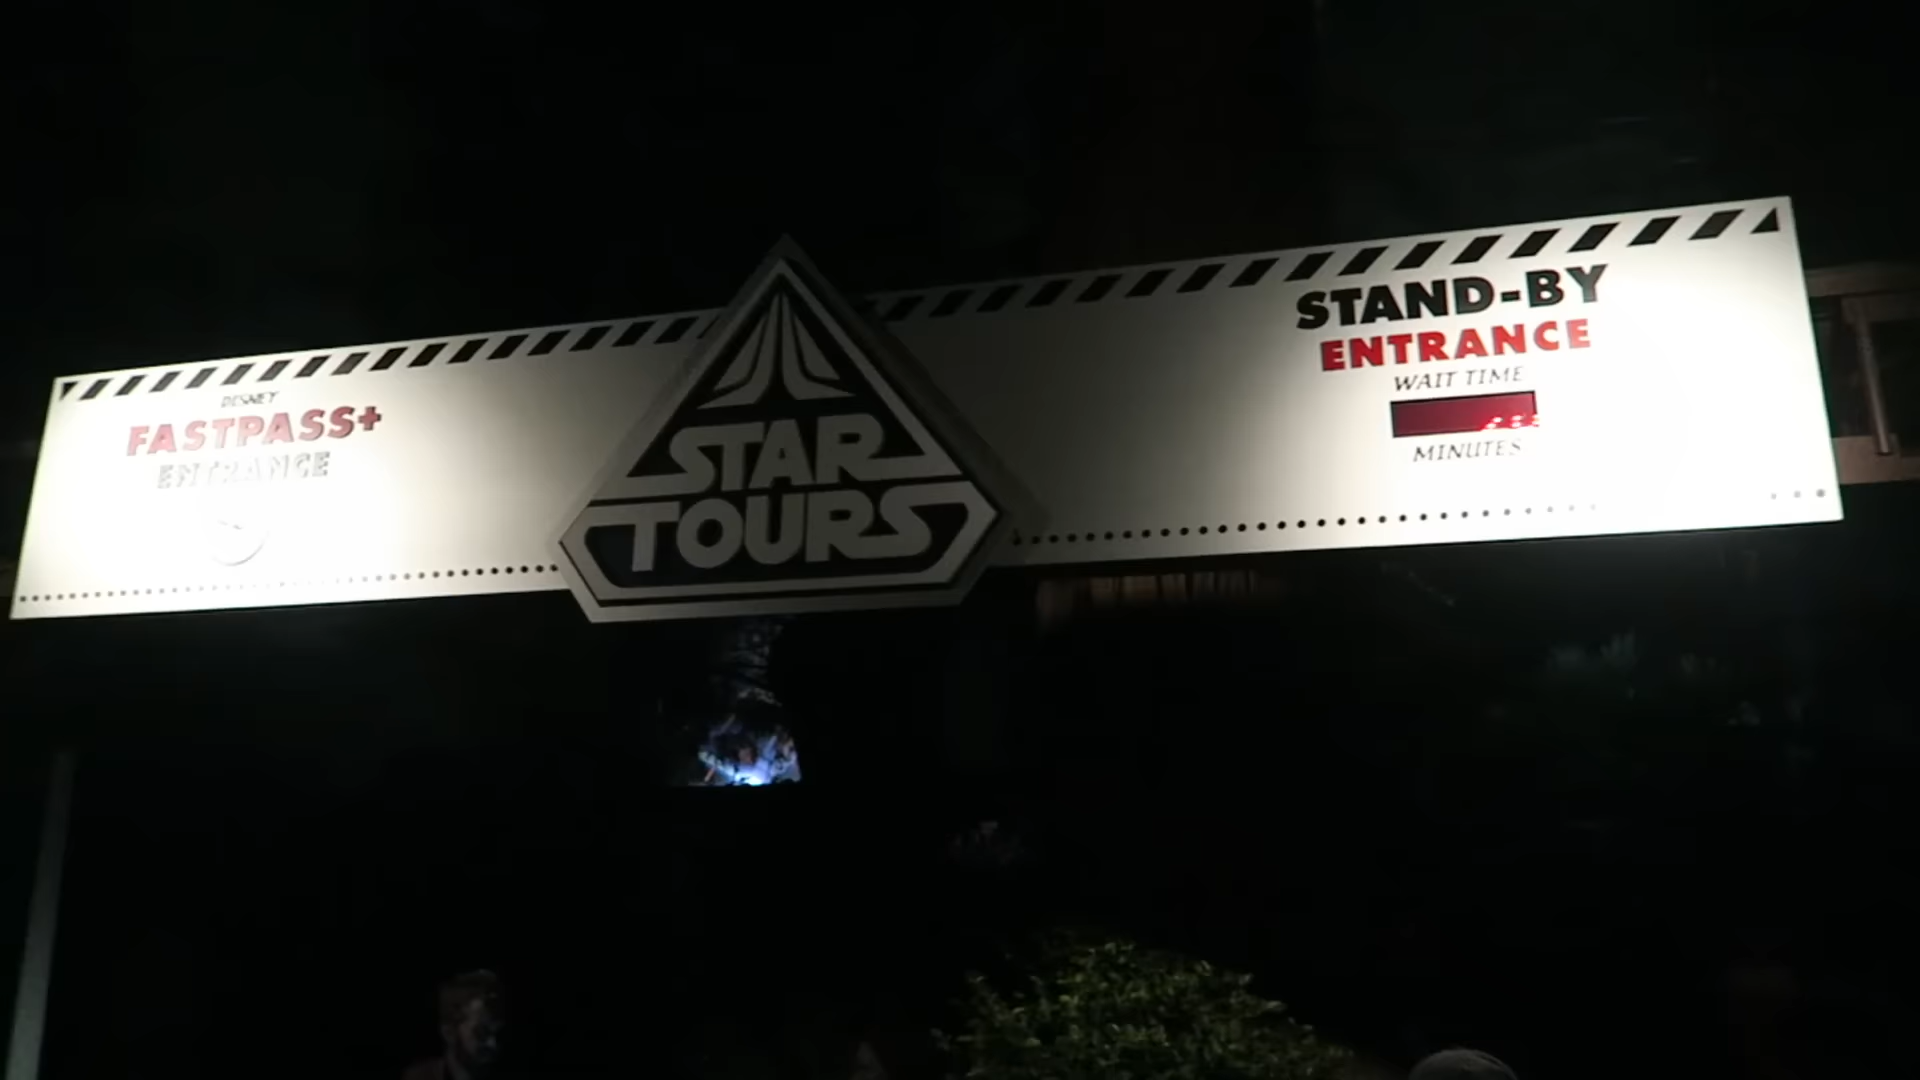 DISNEY
FASTPASS+
ENTRANCE
STAR
TOURS
STAND-BY
ENTRANCE
WAIT TIME
MINUTES